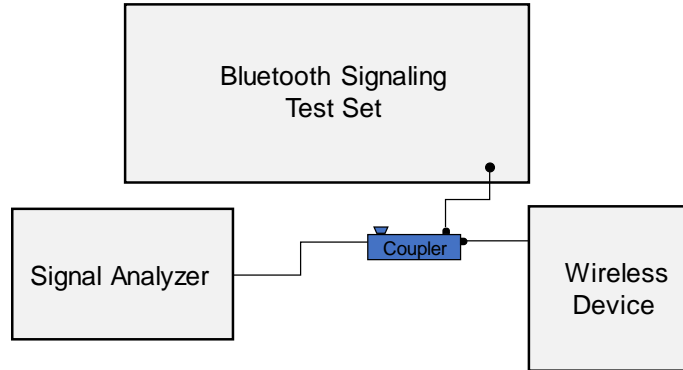 Bluetooth Signaling
Test Set
Coupler
Signal Analyzer
Wireless
Device